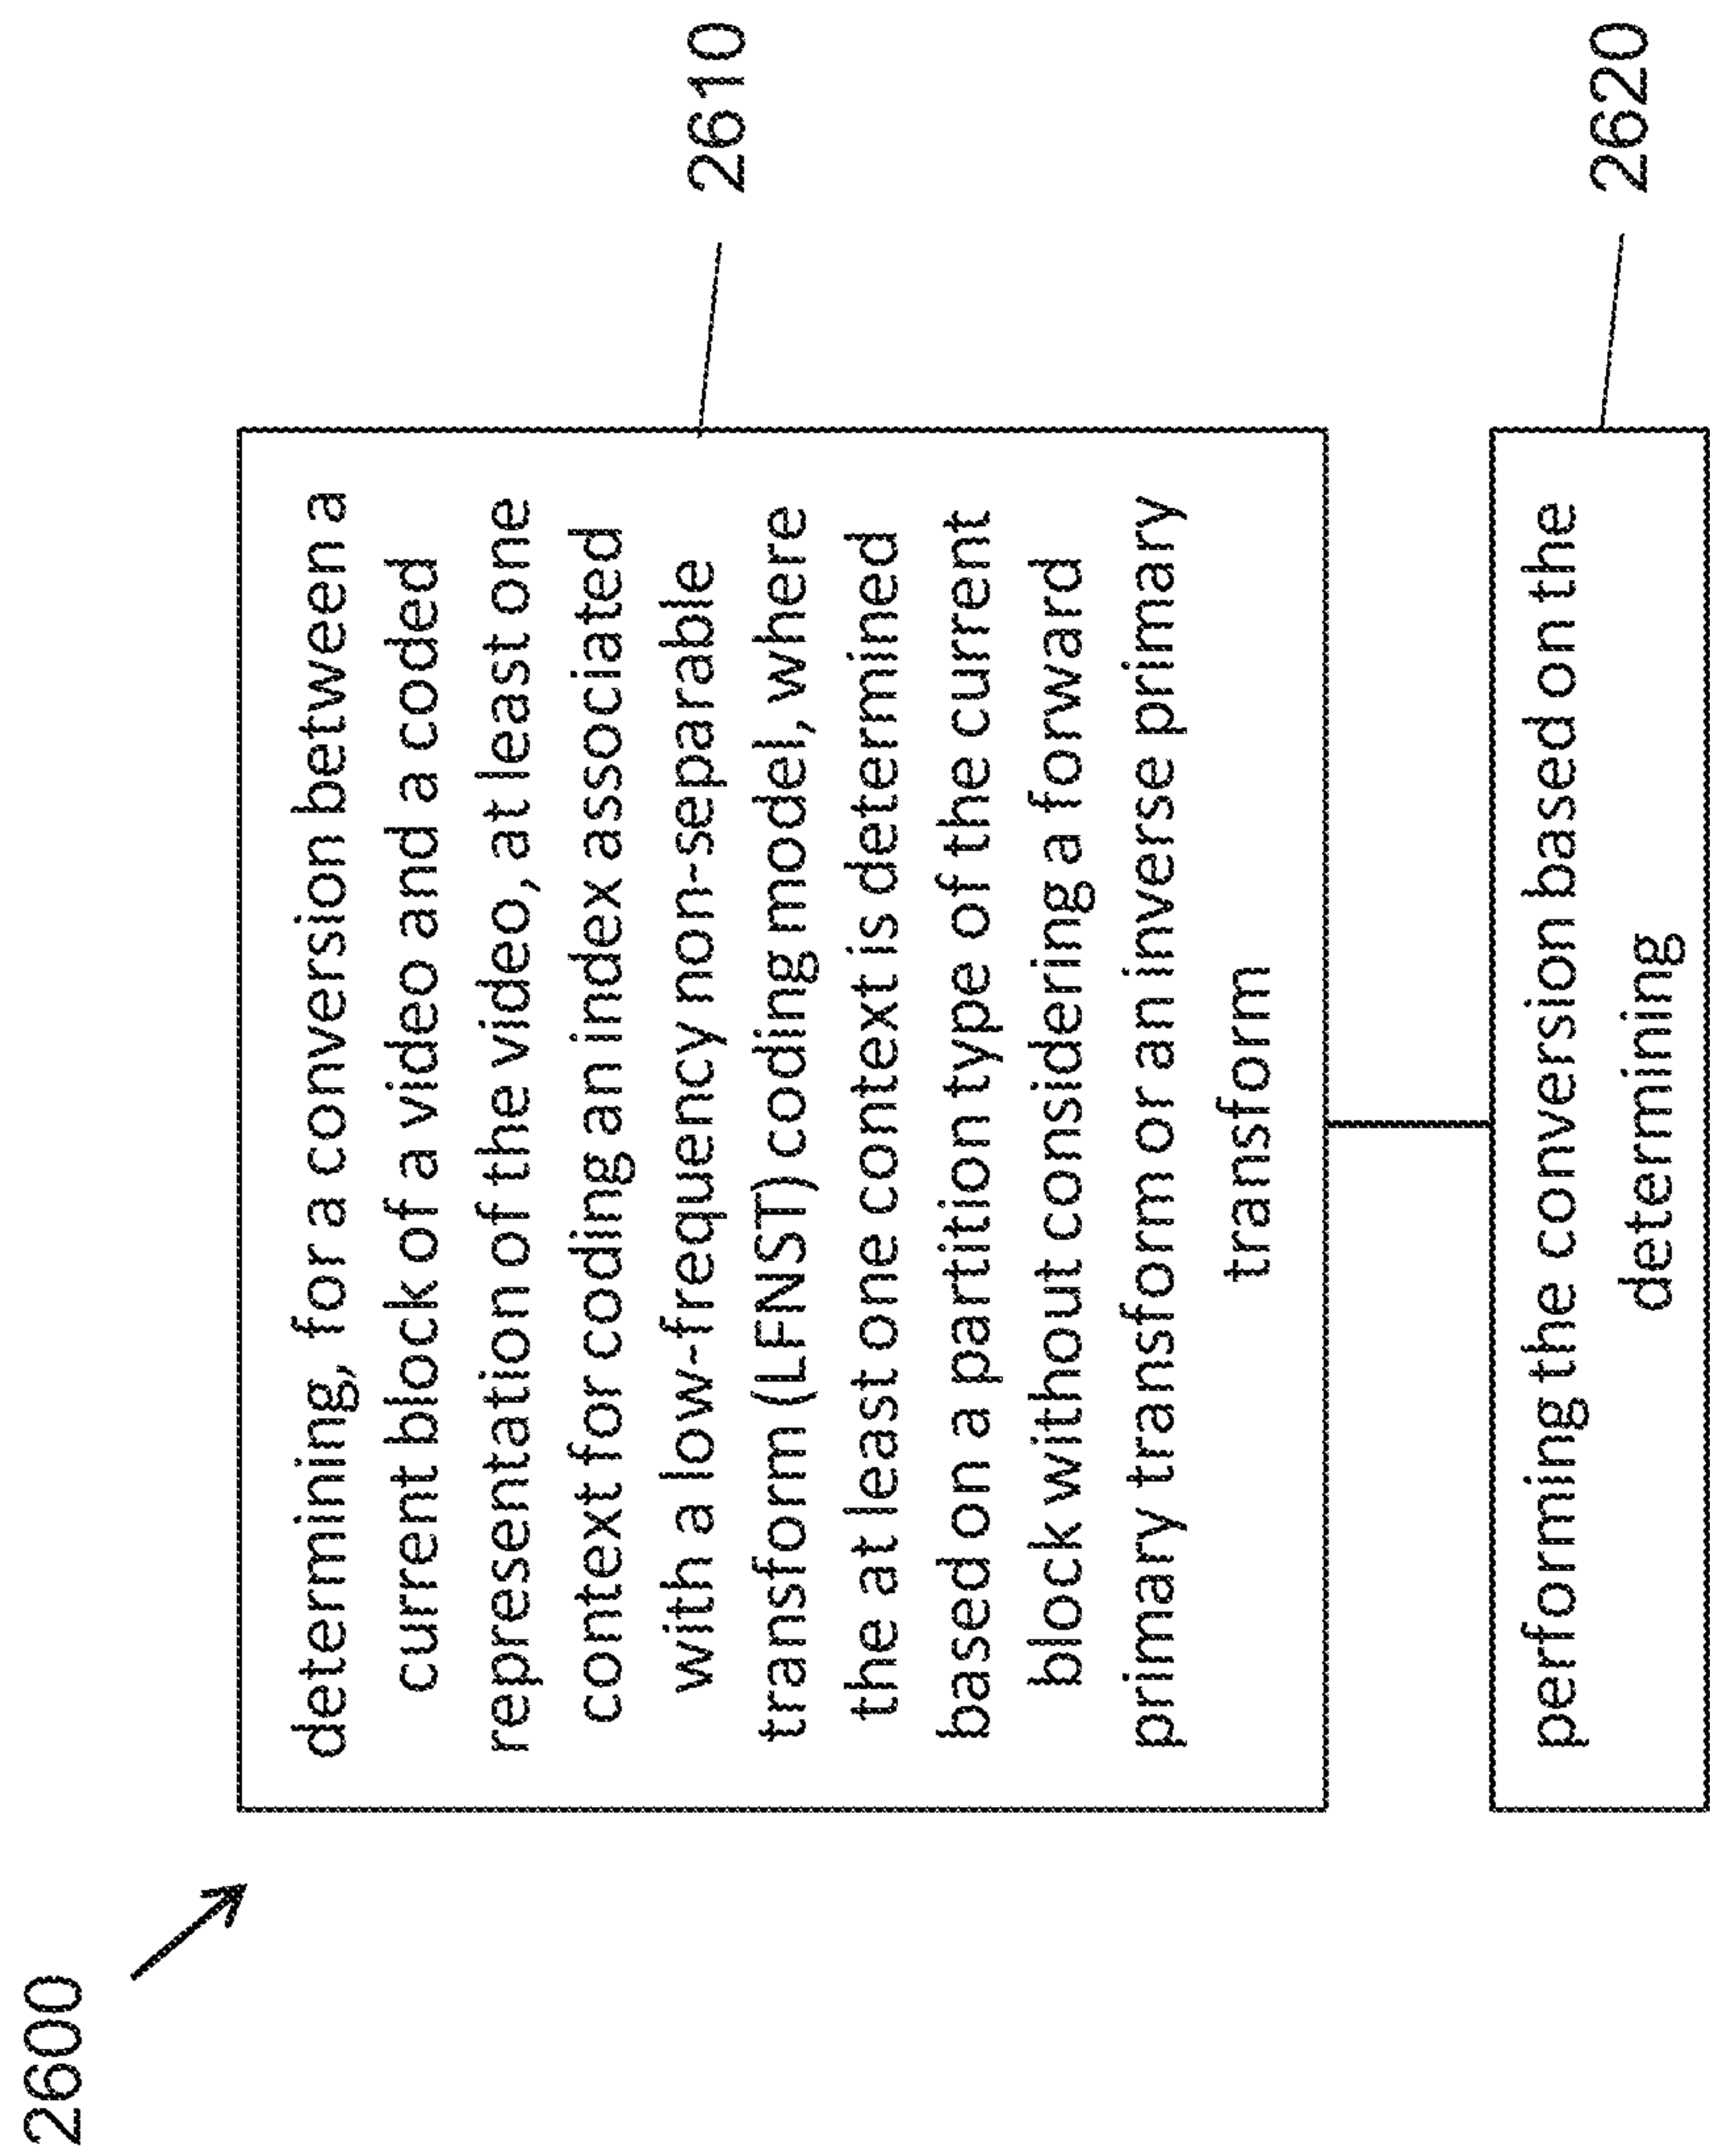 2600
determining, for a conversion between a
current block of a video and a coded
representation of the video, at least one
context for coding an index associated
with a low-frequency non-separable
transform (LFNST) coding model, where
the at least one context is determined
based on a partition type of the current
block without considering a forward
primary transform or an inverse primary
transform
2610
performing the conversion based on the
determining
2620